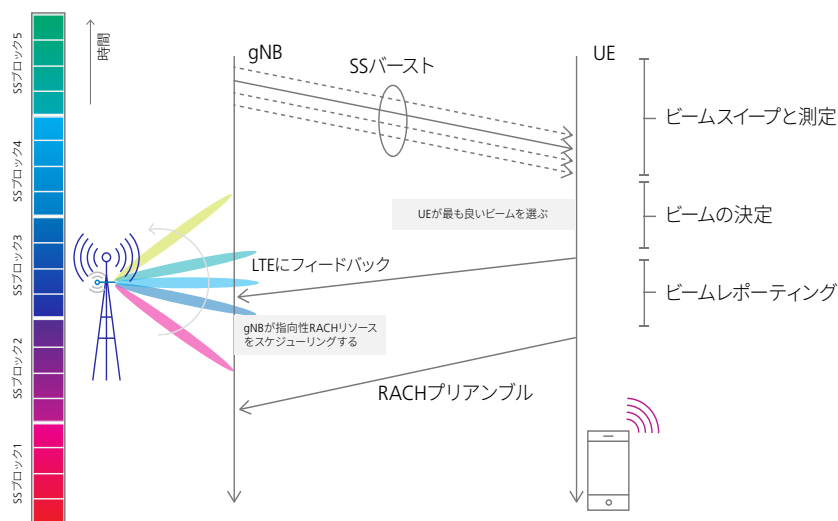 SSブロック5
SSブロック4
SSブロック3
SSブロック2
SSブロック1
時間
gNB
SSバースト
UE
ビームスイープと測定
UEが最も良いビームを選ぶ
ビームの決定
LTEにフィードバック
ビームレポーティング
gNBが指向性RACHリソース
をスケジューリングする
RACHプリアンブル